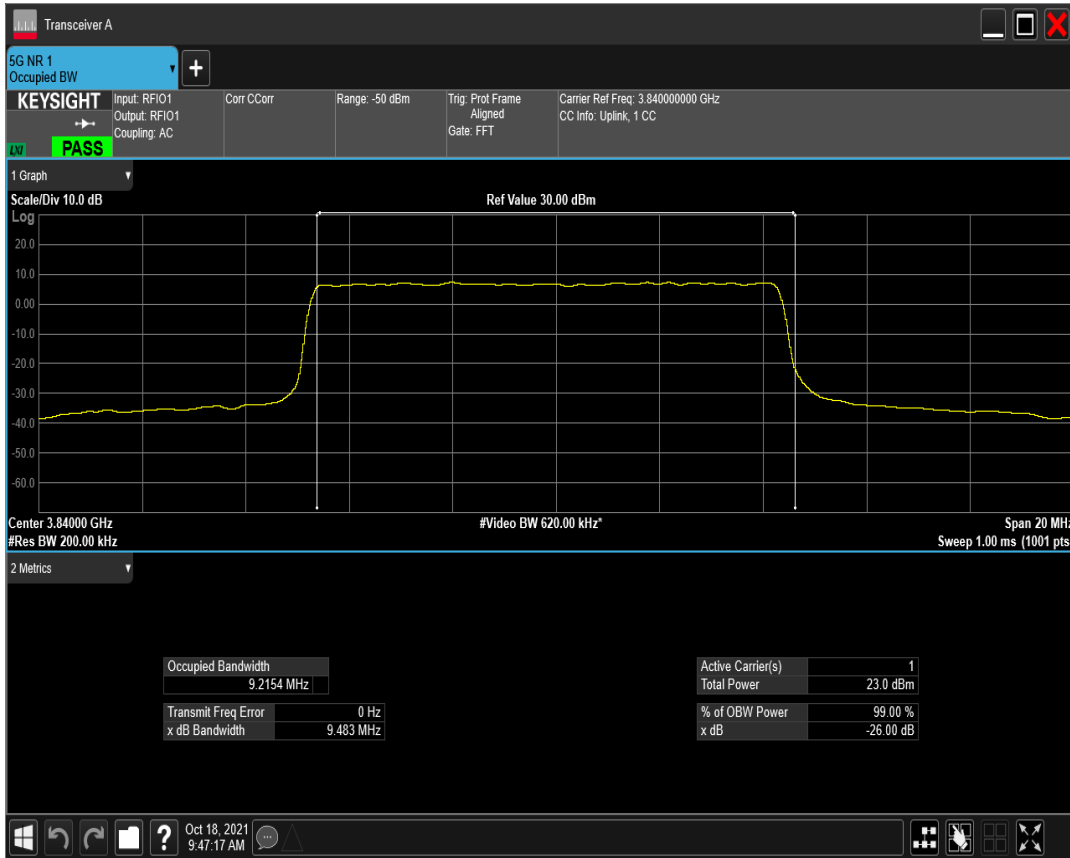 Transceiver A
5G NR 1
Occupied BW
KEYSIGHT
LXI
PASS
Input: RFIO1
Output: RFIO1
Coupling: AC
Corr CCorr
Range: -50 dBm
Trig: Prot Frame
Aligned
Gate: FFT
Carrier Ref Freq: 3.840000000 GHz
CC Info: Uplink, 1 CC
1 Graph
Scale/Div 10.0 dB
Ref Value 30.00 dBm
Log
20.0
10.0
0.00
-10.0
-20.0
-30.0
-40.0
-50.0
-60.0
Center 3.84000 GHz
#Video BW 620.00 kHz*
Span 20 MHz
#Res BW 200.00 kHz
Sweep 1.00 ms (1001 pts
2 Metrics
Occupied Bandwidth
9.2154 MHz
Transmit Freq Error 0 Hz
x dB Bandwidth 9.483 MHz
Active Carrier(s) 1
Total Power 23.0 dBm
% of OBW Power 99.00 %
x dB -26.00 dB
?
Oct 18, 2021
9:47:17 AM